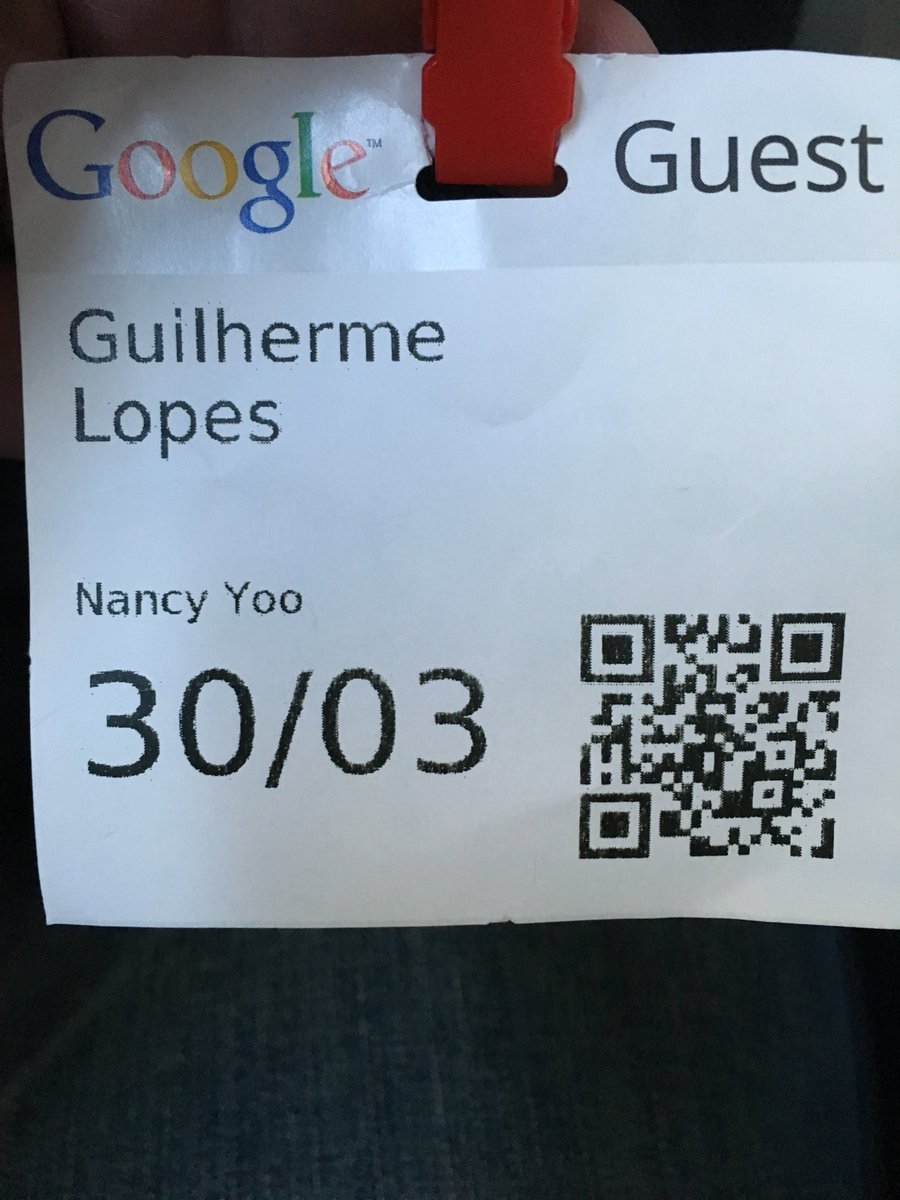 Google™ Guest
Guilherme
Lopes
Nancy Yoo
30/03